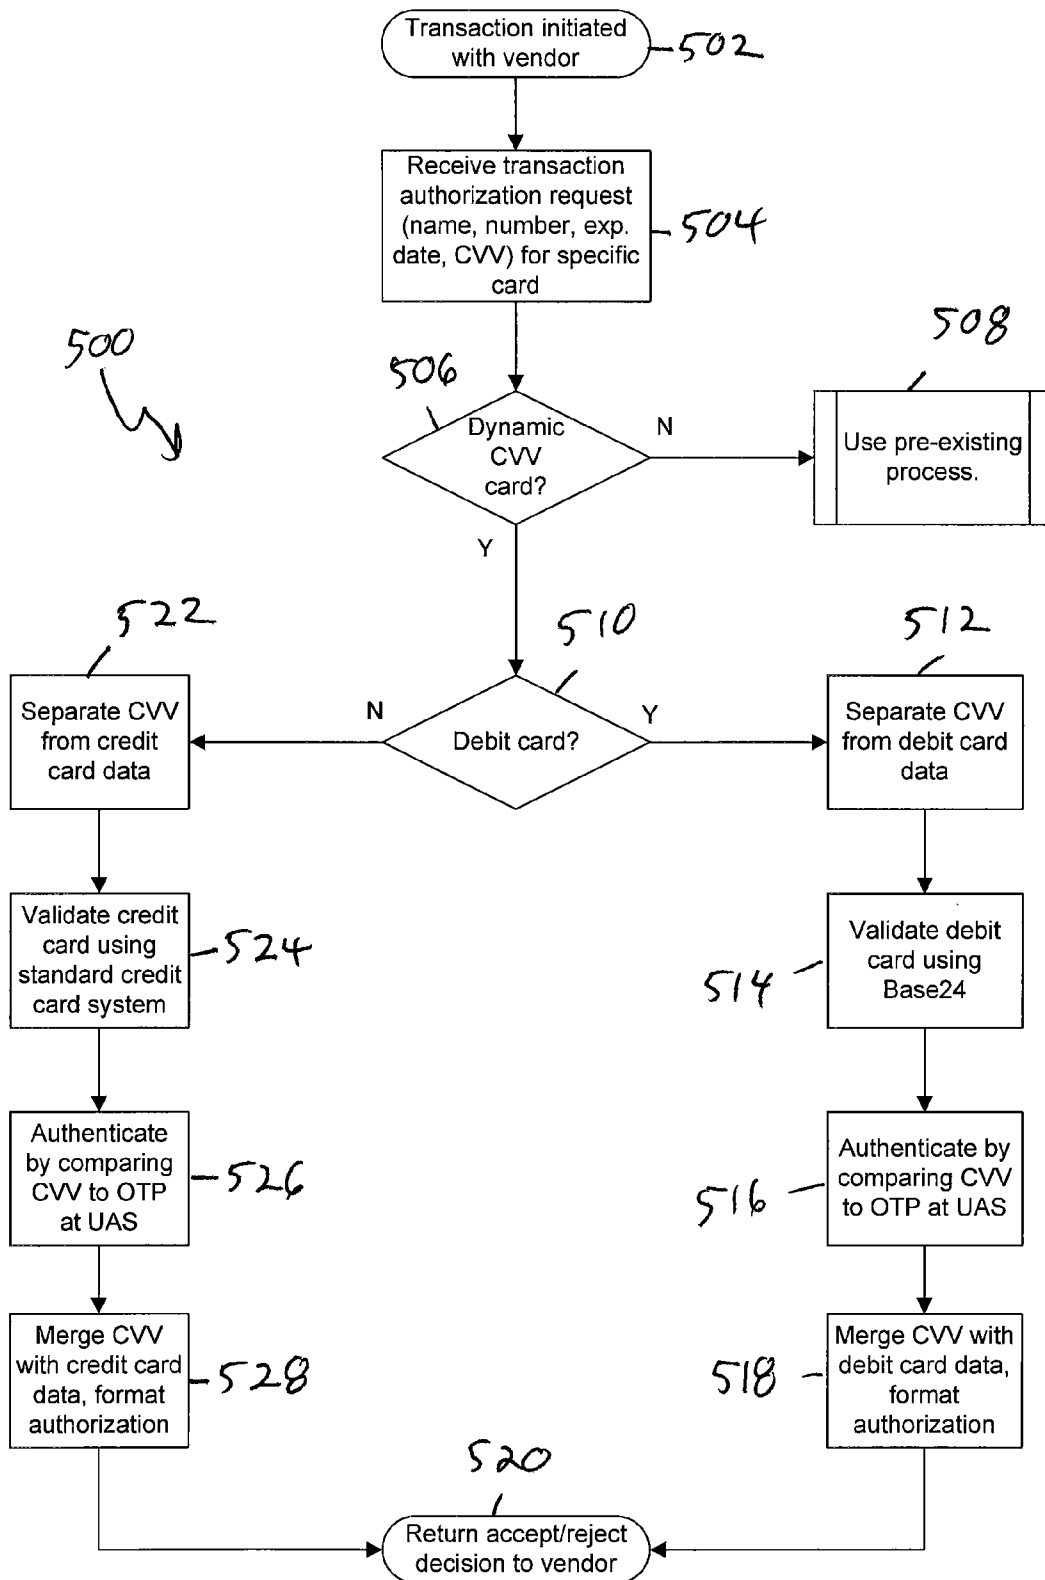 Transaction initiated
with vendor
502
Receive transaction
authorization request
(name, number, exp.
date, CVV) for specific
card
504
500
506
508
Dynamic
CVV
card?
N
Use pre-existing
process.
Y
522
510
512
Separate CVV
from credit
card data
N
Debit card?
Y
Separate CVV
from debit card
data
Validate credit
card using
standard credit
card system
524
514
Validate debit
card using
Base24
Authenticate
by comparing
CVV to OTP
at UAS
526
516
Authenticate by
comparing CVV
to OTP at UAS
Merge CVV
with credit card
data, format
authorization
528
518
Merge CVV with
debit card data,
format
authorization
520
Return accept/reject
decision to vendor